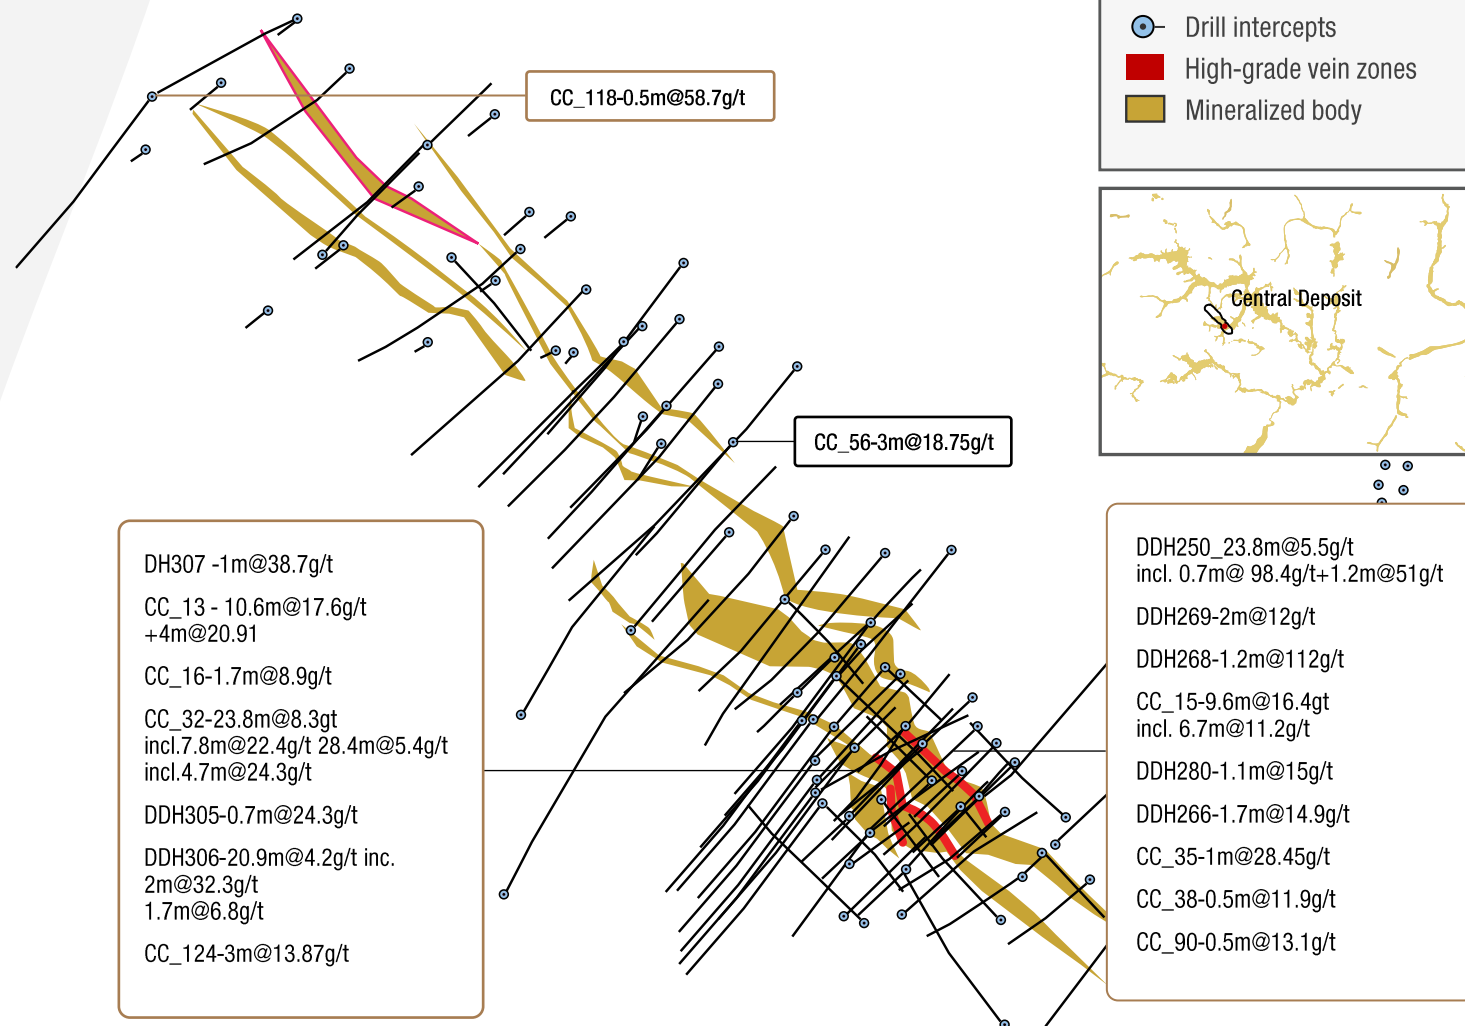 Drill intercepts
High-grade vein zones
Mineralized body
CC_118-0.5m@58.7g/t
Central Deposit
CC_56-3m@18.75g/t
DH307 -1m@38.7g/t
CC_13 - 10.6m@17.6g/t
+4m@20.91
CC_16-1.7m@8.9g/t
CC_32-23.8m@8.3gt
incl.7.8m@22.4g/t 28.4m@5.4g/t
incl.4.7m@24.3g/t
DDH305-0.7m@24.3g/t
DDH306-20.9m@4.2g/t inc.
2m@32.3g/t
1.7m@6.8g/t
CC_124-3m@13.87g/t
DDH250_23.8m@5.5g/t
incl. 0.7m@ 98.4g/t+1.2m@51g/t
DDH269-2m@12g/t
DDH268-1.2m@112g/t
CC_15-9.6m@16.4gt
incl. 6.7m@11.2g/t
DDH280-1.1m@15g/t
DDH266-1.7m@14.9g/t
CC_35-1m@28.45g/t
CC_38-0.5m@11.9g/t
CC_90-0.5m@13.1g/t